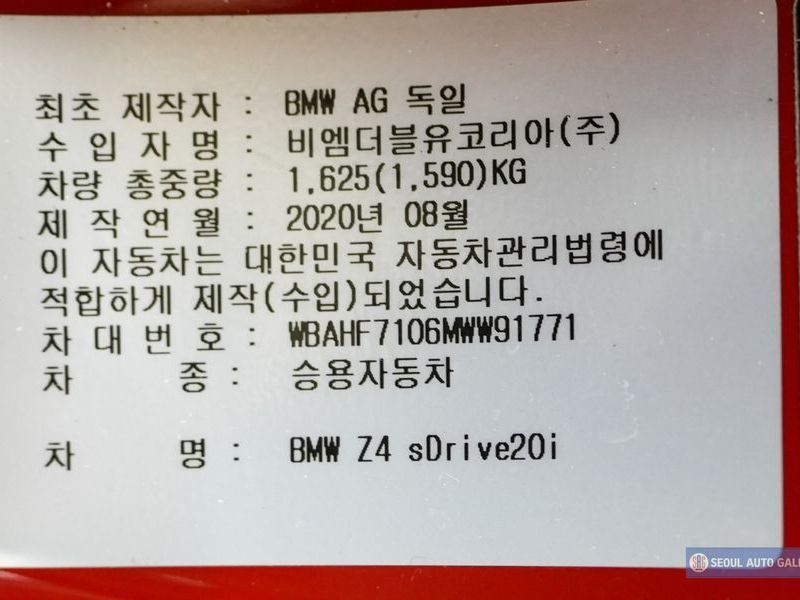 최초 제작자 : BMW AG 독일
수 입 자 명 : 비엠더블유코리아(주)
차량 총중량 : 1,625(1,590)KG
제 작 연 월 : 2020년 08월
이 자동차는 대한민국 자동차관리법령에
적합하게 제작(수입)되었습니다.
차 대 번 호 : WBAHF7106MWW91771
차 종 : 승용자동차
차 명 : BMW Z4 sDrive20i
SEOUL AUTO GALL